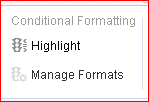 Conditional Formatting
Highlight
Manage Formats